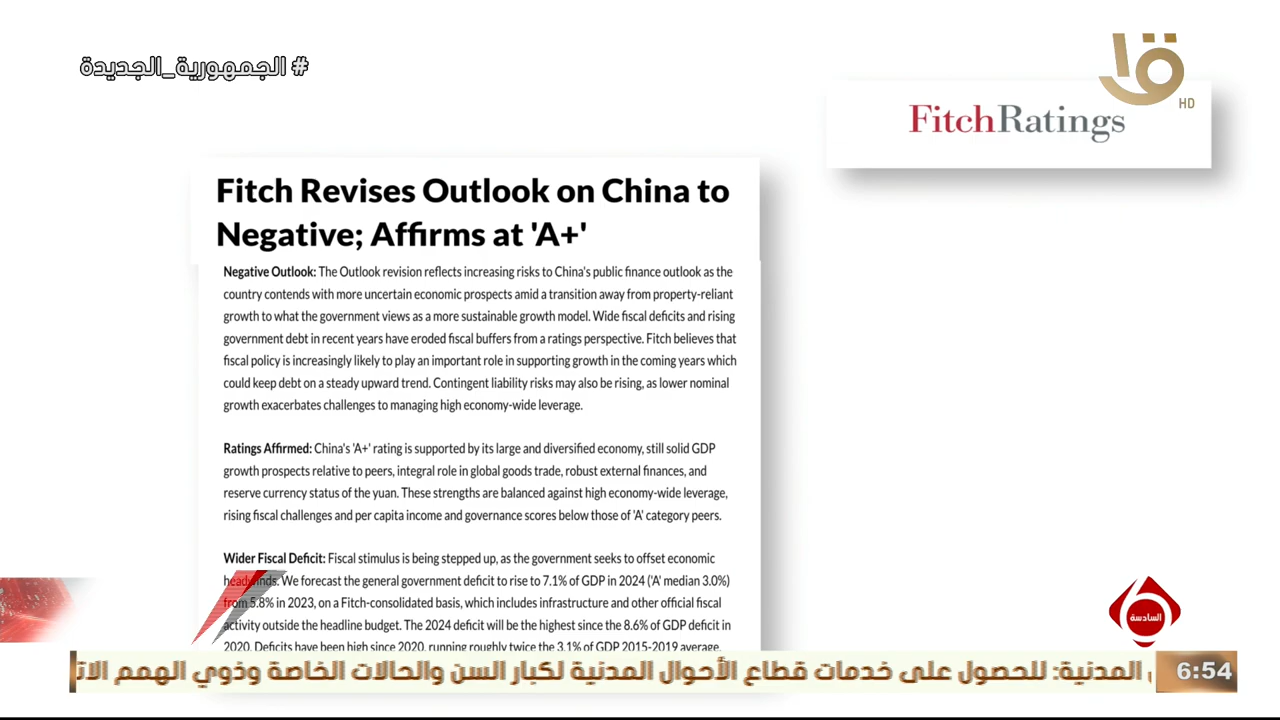 # الجمهورية_الجديدة
HD
FitchRatings
Fitch Revises Outlook on China to
Negative; Affirms at 'A+'
Negative Outlook: The Outlook revision reflects increasing risks to China's public finance outlook as the
country contends with more uncertain economic prospects amid a transition away from property-reliant
growth to what the government views as a more sustainable growth model. Wide fiscal deficits and rising
government debt in recent years have eroded fiscal buffers from a ratings perspective. Fitch believes that
fiscal policy is increasingly likely to play an important role in supporting growth in the coming years which
could keep debt on a steady upward trend. Contingent liability risks may also be rising, as lower nominal
growth exacerbates challenges to managing high economy-wide leverage.
Ratings Affirmed: China's 'A+' rating is supported by its large and diversified economy, still solid GDP
growth prospects relative to peers, integral role in global goods trade, robust external finances, and
reserve currency status of the yuan. These strengths are balanced against high economy-wide leverage,
rising fiscal challenges and per capita income and governance scores below those of 'A' category peers.
Wider Fiscal Deficit: Fiscal stimulus is being stepped up, as the government seeks to offset economic
headwinds. We forecast the general government deficit to rise to 7.1% of GDP in 2024 ('A' median 3.0%)
from 5.8% in 2023, on a Fitch-consolidated basis, which includes infrastructure and other official fiscal
activity outside the headline budget. The 2024 deficit will be the highest since the 8.6% of GDP deficit in
2020. Deficits have been high since 2020, running roughly twice the 3.1% of GDP 2015-2019 average.
السادسة
المدنية: للحصول على خدمات قطاع الأحوال المدنية لكبار السن والحالات الخاصة وذوي الهمم
6:54